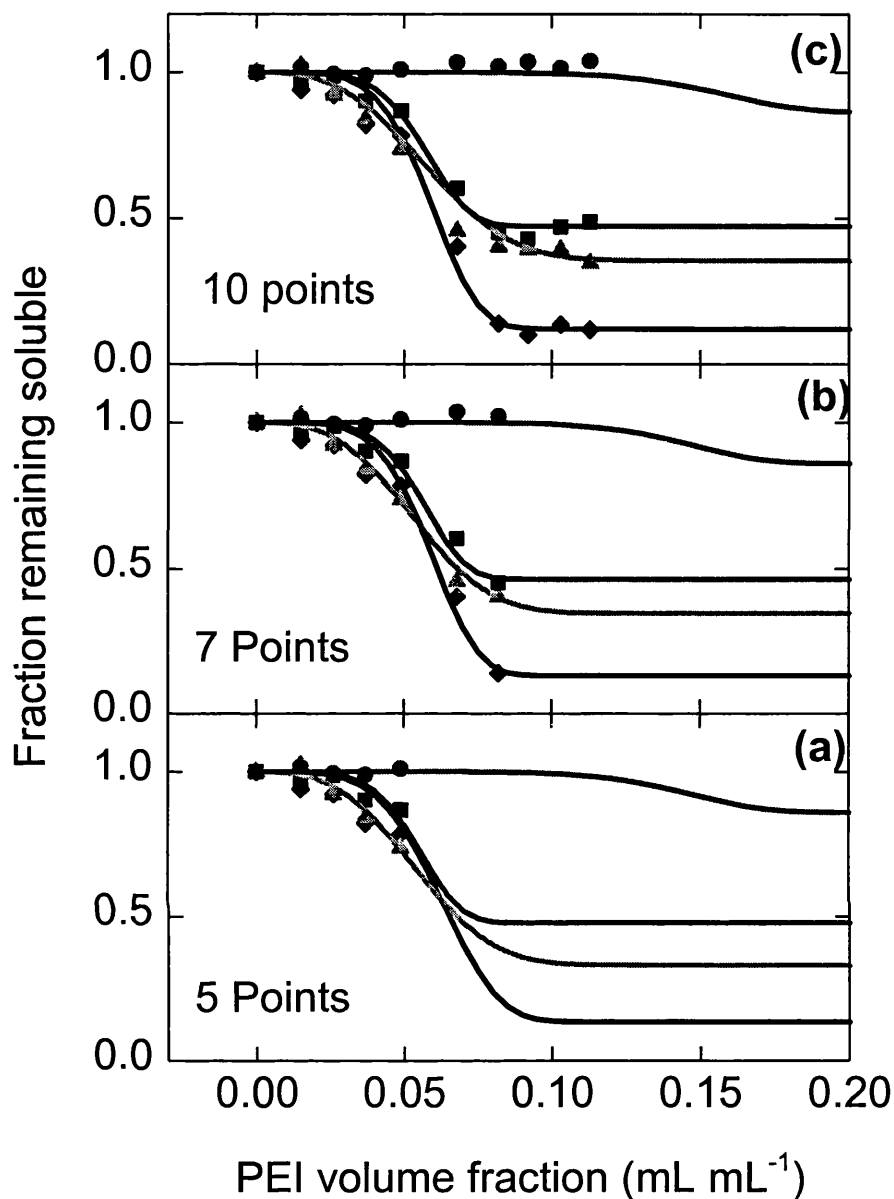 (c)
1.0
0.5
10 points
0.0
(b)
1.0
0.5
7 Points
0.0
(a)
1.0
0.5
5 Points
0.0
0.00 0.05 0.10 0.15 0.20
PEI volume fraction (mL mL⁻¹)
Fraction remaining soluble